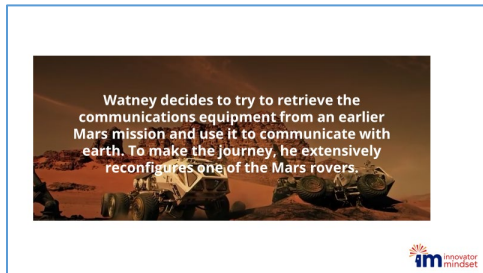 Watney decides to try to retrieve the
communications equipment from an earlier
Mars mission and use it to communicate with
earth. To make the journey, he extensively
reconfigures one of the Mars rovers.
im innovator
mindset